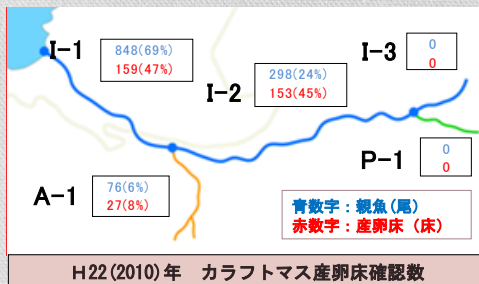 I-1
848(69%)
159(47%)
I-2
298(24%)
153(45%)
I-3
0
0
P-1
0
0
A-1
76(6%)
27(8%)
青数字：親魚(尾)
赤数字：産卵床（床）
H22(2010)年　カラフトマス産卵床確認数